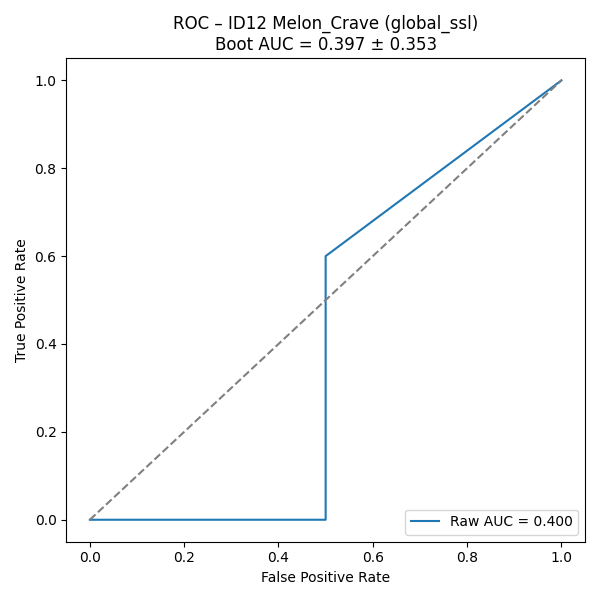 ROC – ID12 Melon_Crave (global_ssl)
Boot AUC = 0.397 ± 0.353
1.0
0.8
0.6
0.4
0.2
0.0
True Positive Rate
Raw AUC = 0.400
0.0 0.2 0.4 0.6 0.8 1.0
False Positive Rate